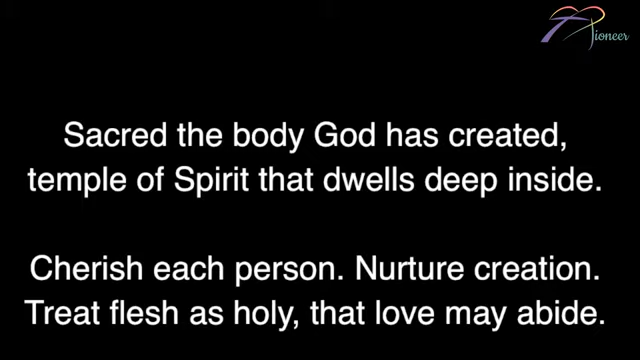 Pioneer
Sacred the body God has created,
temple of Spirit that dwells deep inside.
Cherish each person. Nurture creation.
Treat flesh as holy, that love may abide.